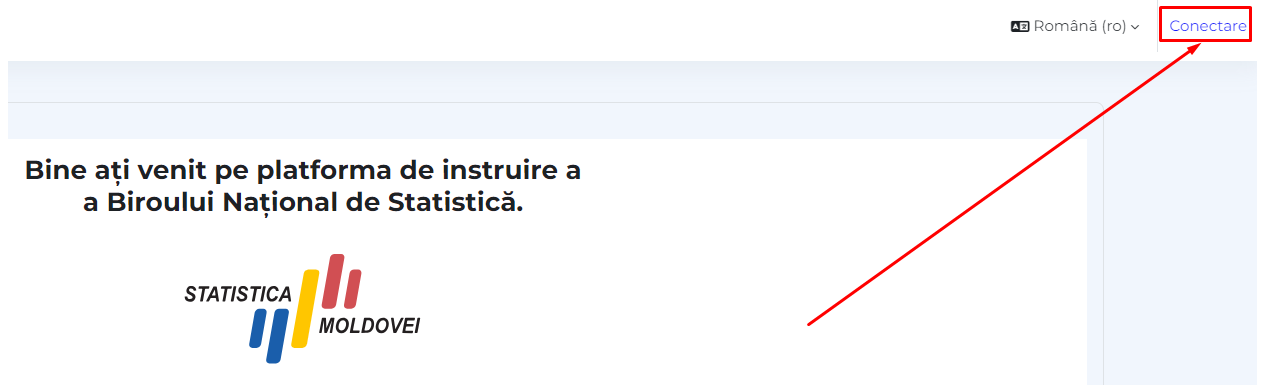 Română (ro)
Conectare
Bine ați venit pe platforma de instruire a
a Biroului Național de Statistică.
STATISTICA
MOLDOVEI